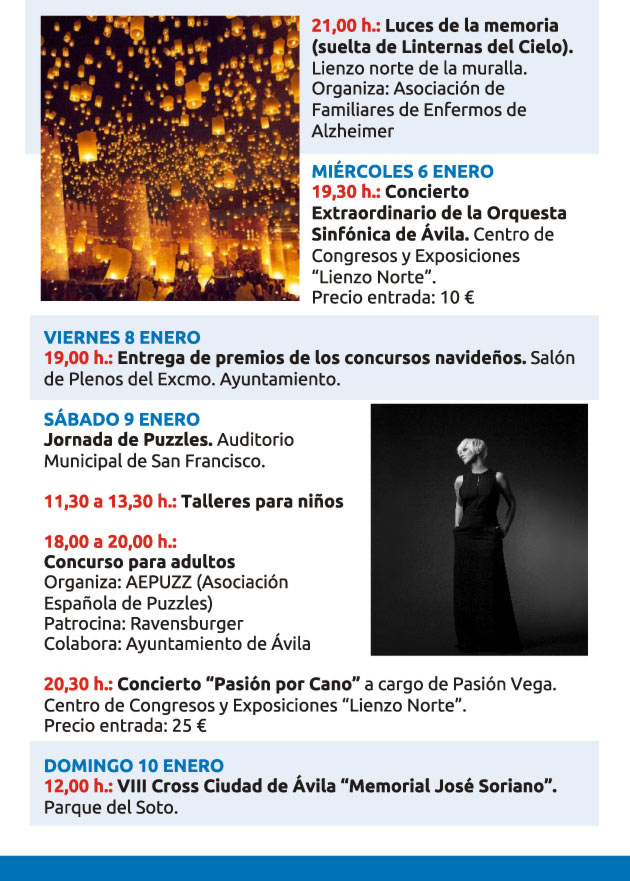 21,00 h.: Luces de la memoria
(suelta de Linternas del Cielo).
Lienzo norte de la muralla.
Organiza: Asociación de
Familiares de Enfermos de
Alzheimer
MIÉRCOLES 6 ENERO
19,30 h.: Concierto
Extraordinario de la Orquesta
Sinfónica de Ávila. Centro de
Congresos y Exposiciones
“Lienzo Norte”.
Precio entrada: 10 €
VIERNES 8 ENERO
19,00 h.: Entrega de premios de los concursos navideños. Salón
de Plenos del Excmo. Ayuntamiento.
SÁBADO 9 ENERO
Jornada de Puzzles. Auditorio
Municipal de San Francisco.
11,30 a 13,30 h.: Talleres para niños
18,00 a 20,00 h.:
Concurso para adultos
Organiza: AEPUZZ (Asociación
Española de Puzzles)
Patrocina: Ravensburger
Colabora: Ayuntamiento de Ávila
20,30 h.: Concierto “Pasión por Cano” a cargo de Pasión Vega.
Centro de Congresos y Exposiciones “Lienzo Norte”.
Precio entrada: 25 €
DOMINGO 10 ENERO
12,00 h.: VIII Cross Ciudad de Ávila “Memorial José Soriano”.
Parque del Soto.